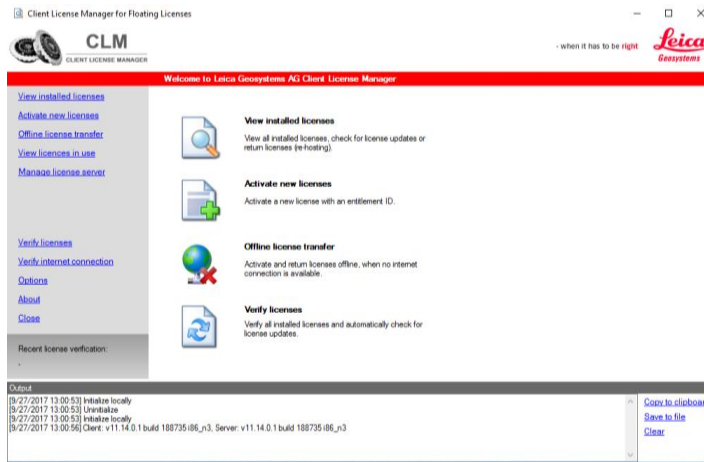 Client License Manager for Floating Licenses
CLM
CLIENT LICENSE MANAGER
- when it has to be right
Leica
Geosystems
Welcome to Leica Geosystems AG Client License Manager
View installed licenses
Activate new licenses
Offline license transfer
View licences in use
Manage license server
Verify licenses
Verify internet connection
Options
About
Close
Recent license verification:
-
View installed licenses
View all installed licenses, check for license updates or
return licenses (re-hosting).
Activate new licenses
Activate a new license with an entitlement ID.
Offline license transfer
Activate and return licenses offline, when no internet
connection is available.
Verify licenses
Verify all installed licenses and automatically check for
license updates.
Output
[9/27/2017 13:00:53] Initialize locally
[9/27/2017 13:00:53] Uninitialize
[9/27/2017 13:00:53] Initialize locally
[9/27/2017 13:00:56] Client: v11.14.0.1 build 188735 i86_n3, Server: v11.14.0.1 build 188735 i86_n3
Copy to clipboar
Save to file
Clear